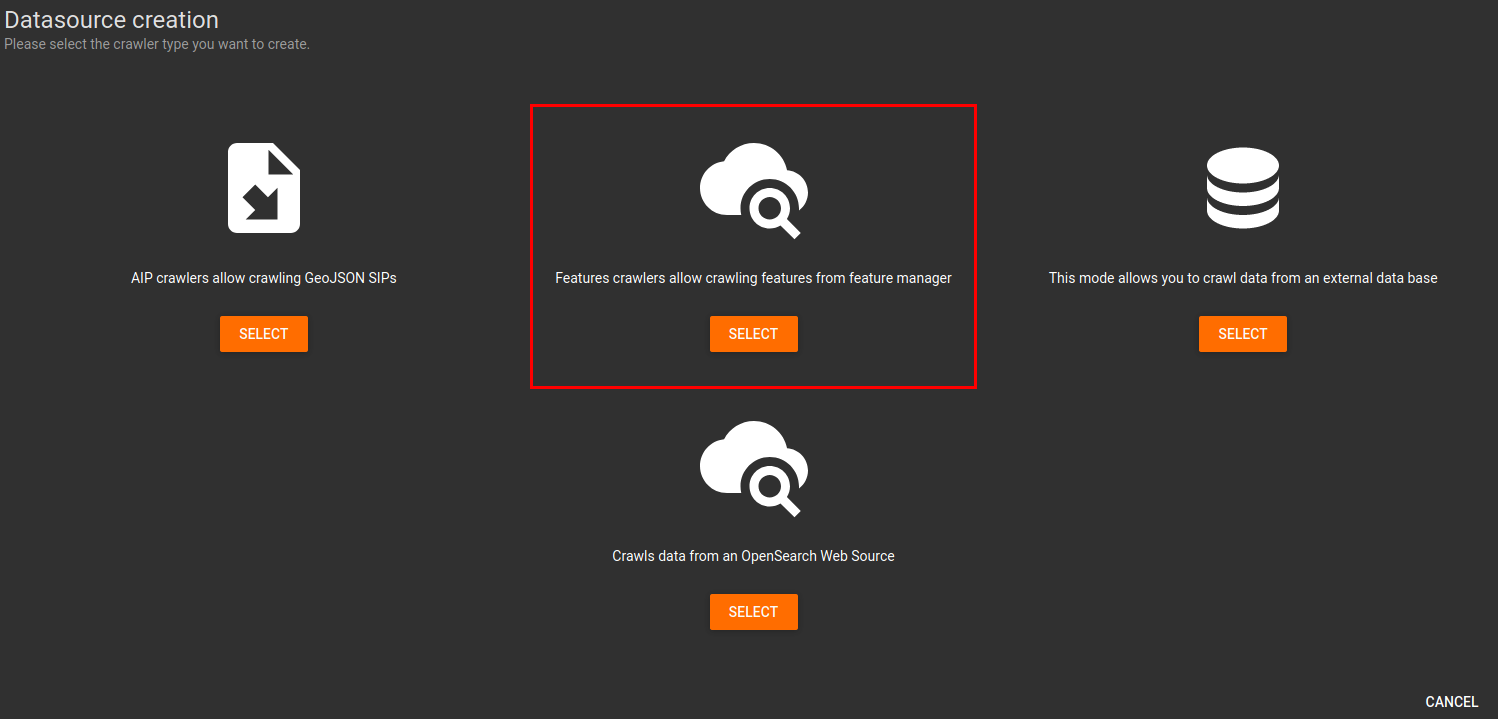 Datasource creation
Please select the crawler type you want to create.
AIP crawlers allow crawling GeoJSON SIPs
SELECT
Features crawlers allow crawling features from feature manager
SELECT
This mode allows you to crawl data from an external data base
SELECT
Crawls data from an OpenSearch Web Source
SELECT
CANCEL